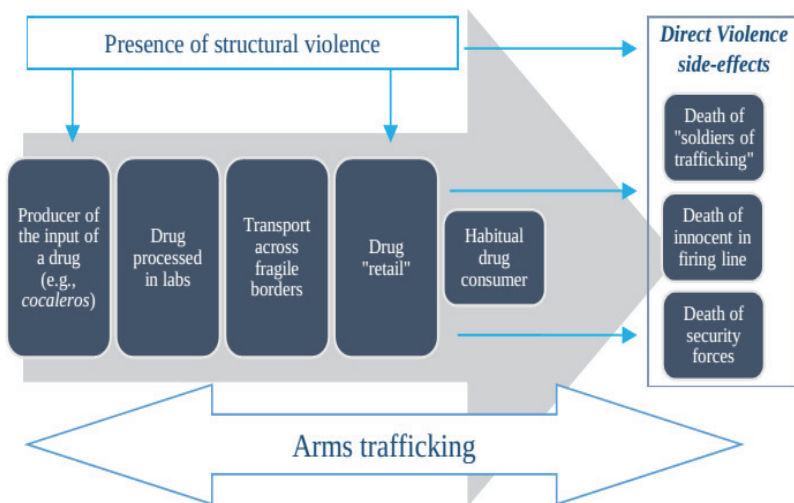 Presence of structural violence
Direct Violence
side-effects
Producer of
the input of
a drug
(e.g.,
cocaleros)
Drug
processed
in labs
Transport
across
fragile
borders
Drug
"retail"
Habitual
drug
consumer
Death of
"soldiers of
trafficking"
Death of
innocent in
firing line
Death of
security
forces
Arms trafficking